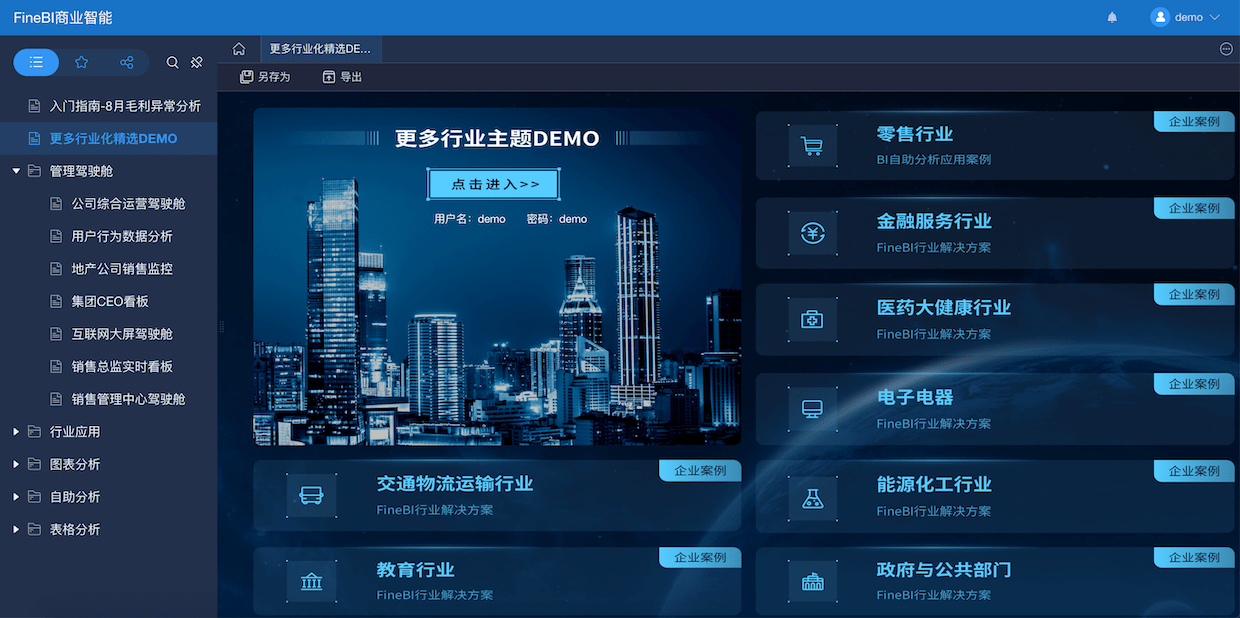 FineBI商业智能
demo
更多行业化精选DE...
另存为
导出
入门指南-8月毛利异常分析
更多行业化精选DEMO
管理驾驶舱
公司综合运营驾驶舱
用户行为数据分析
地产公司销售监控
集团CEO看板
互联网大屏驾驶舱
销售总监实时看板
销售管理中心驾驶舱
行业应用
图表分析
自助分析
表格分析
更多行业主题DEMO
点击进入>>
用户名：demo 密码：demo
企业案例
零售行业
BI自助分析应用案例
企业案例
金融服务行业
FineBI行业解决方案
企业案例
医药大健康行业
FineBI行业解决方案
企业案例
电子电器
FineBI行业解决方案
企业案例
交通物流运输行业
FineBI行业解决方案
企业案例
能源化工行业
FineBI行业解决方案
企业案例
教育行业
FineBI行业解决方案
企业案例
政府与公共部门
FineBI行业解决方案